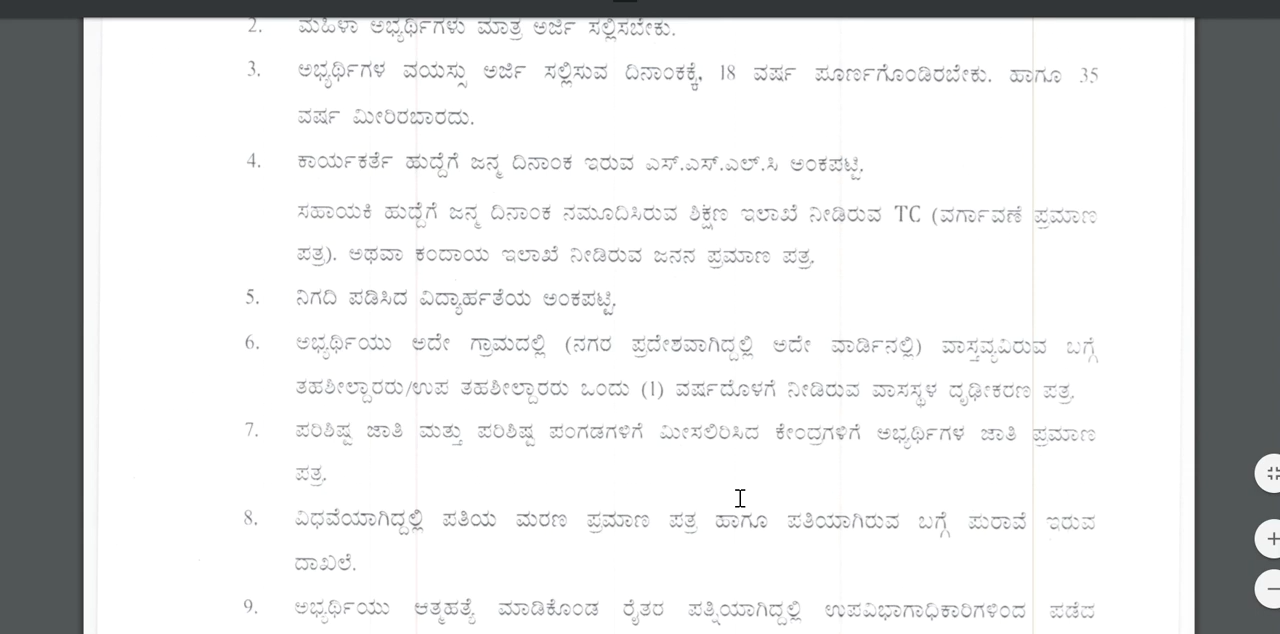 2. ಮಹಿಳಾ ಅಭ್ಯರ್ಥಿಗಳು ಮಾತ್ರ ಅರ್ಜಿ ಸಲ್ಲಿಸಬೇಕು.
3. ಅಭ್ಯರ್ಥಿಗಳ ವಯಸ್ಸು ಅರ್ಜಿ ಸಲ್ಲಿಸುವ ದಿನಾಂಕಕ್ಕೆ, 18 ವರ್ಷ ಪೂರ್ಣಗೊಂಡಿರಬೇಕು. ಹಾಗೂ 35
ವರ್ಷ ಮೀರಿರಬಾರದು.
4. ಕಾರ್ಯಕರ್ತೆ ಹುದ್ದೆಗೆ ಜನ್ಮ ದಿನಾಂಕ ಇರುವ ಎಸ್.ಎಸ್.ಎಲ್.ಸಿ ಅಂಕಪಟ್ಟಿ.
ಸಹಾಯಕಿ ಹುದ್ದೆಗೆ ಜನ್ಮ ದಿನಾಂಕ ನಮೂದಿಸಿರುವ ಶಿಕ್ಷಣ ಇಲಾಖೆ ನೀಡಿರುವ TC (ವರ್ಗಾವಣೆ ಪ್ರಮಾಣ
ಪತ್ರ). ಅಥವಾ ಕಂದಾಯ ಇಲಾಖೆ ನೀಡಿರುವ ಜನನ ಪ್ರಮಾಣ ಪತ್ರ.
5. ನಿಗದಿ ಪಡಿಸಿದ ವಿದ್ಯಾರ್ಹತೆಯ ಅಂಕಪಟ್ಟಿ.
6. ಅಭ್ಯರ್ಥಿಯು ಅದೇ ಗ್ರಾಮದಲ್ಲಿ (ನಗರ ಪ್ರದೇಶವಾಗಿದ್ದಲ್ಲಿ ಅದೇ ವಾರ್ಡಿನಲ್ಲಿ) ವಾಸ್ತವ್ಯವಿರುವ ಬಗ್ಗೆ
ತಹಶೀಲ್ದಾರರು/ಉಪ ತಹಶೀಲ್ದಾರರು ಒಂದು (1) ವರ್ಷದೊಳಗೆ ನೀಡಿರುವ ವಾಸಸ್ಥಳ ದೃಢೀಕರಣ ಪತ್ರ.
7. ಪರಿಶಿಷ್ಟ ಜಾತಿ ಮತ್ತು ಪರಿಶಿಷ್ಟ ಪಂಗಡಗಳಿಗೆ ಮೀಸಲಿರಿಸಿದ ಕೇಂದ್ರಗಳಿಗೆ ಅಭ್ಯರ್ಥಿಗಳ ಜಾತಿ ಪ್ರಮಾಣ
ಪತ್ರ.
8. ವಿಧವೆಯಾಗಿದ್ದಲ್ಲಿ ಪತಿಯ ಮರಣ ಪ್ರಮಾಣ ಪತ್ರ ಹಾಗೂ ಪತಿಯಾಗಿರುವ ಬಗ್ಗೆ ಪುರಾವೆ ಇರುವ
ದಾಖಲೆ.
9. ಅಭ್ಯರ್ಥಿಯು ಆತ್ಮಹತ್ಯೆ ಮಾಡಿಕೊಂಡ ರೈತರ ಪತ್ನಿಯಾಗಿದ್ದಲ್ಲಿ ಉಪವಿಭಾಗಾಧಿಕಾರಿಗಳಿಂದ ಪಡೆದ